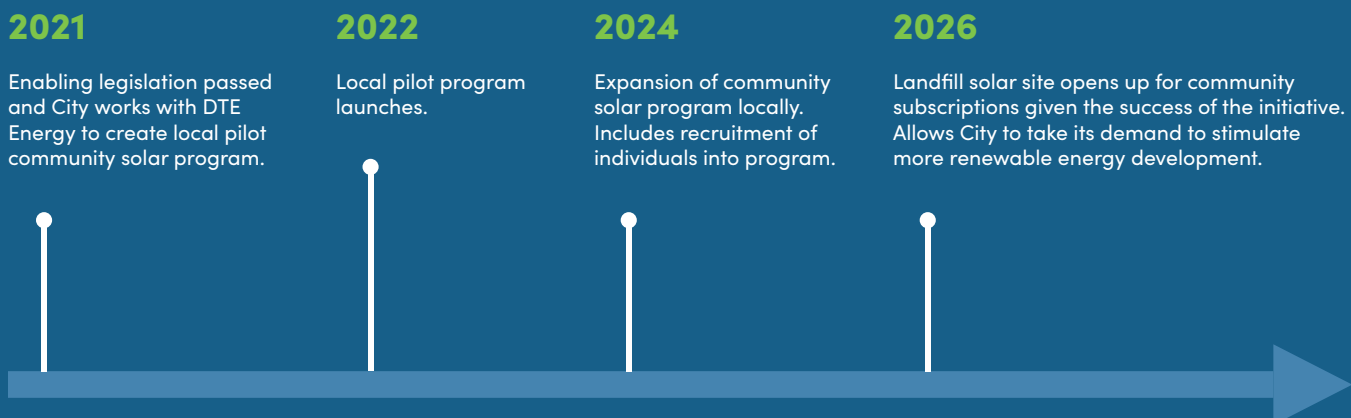 2021
Enabling legislation passed
and City works with DTE
Energy to create local pilot
community solar program.
2022
Local pilot program
launches.
2024
Expansion of community
solar program locally.
Includes recruitment of
individuals into program.
2026
Landfill solar site opens up for community
subscriptions given the success of the initiative.
Allows City to take its demand to stimulate
more renewable energy development.